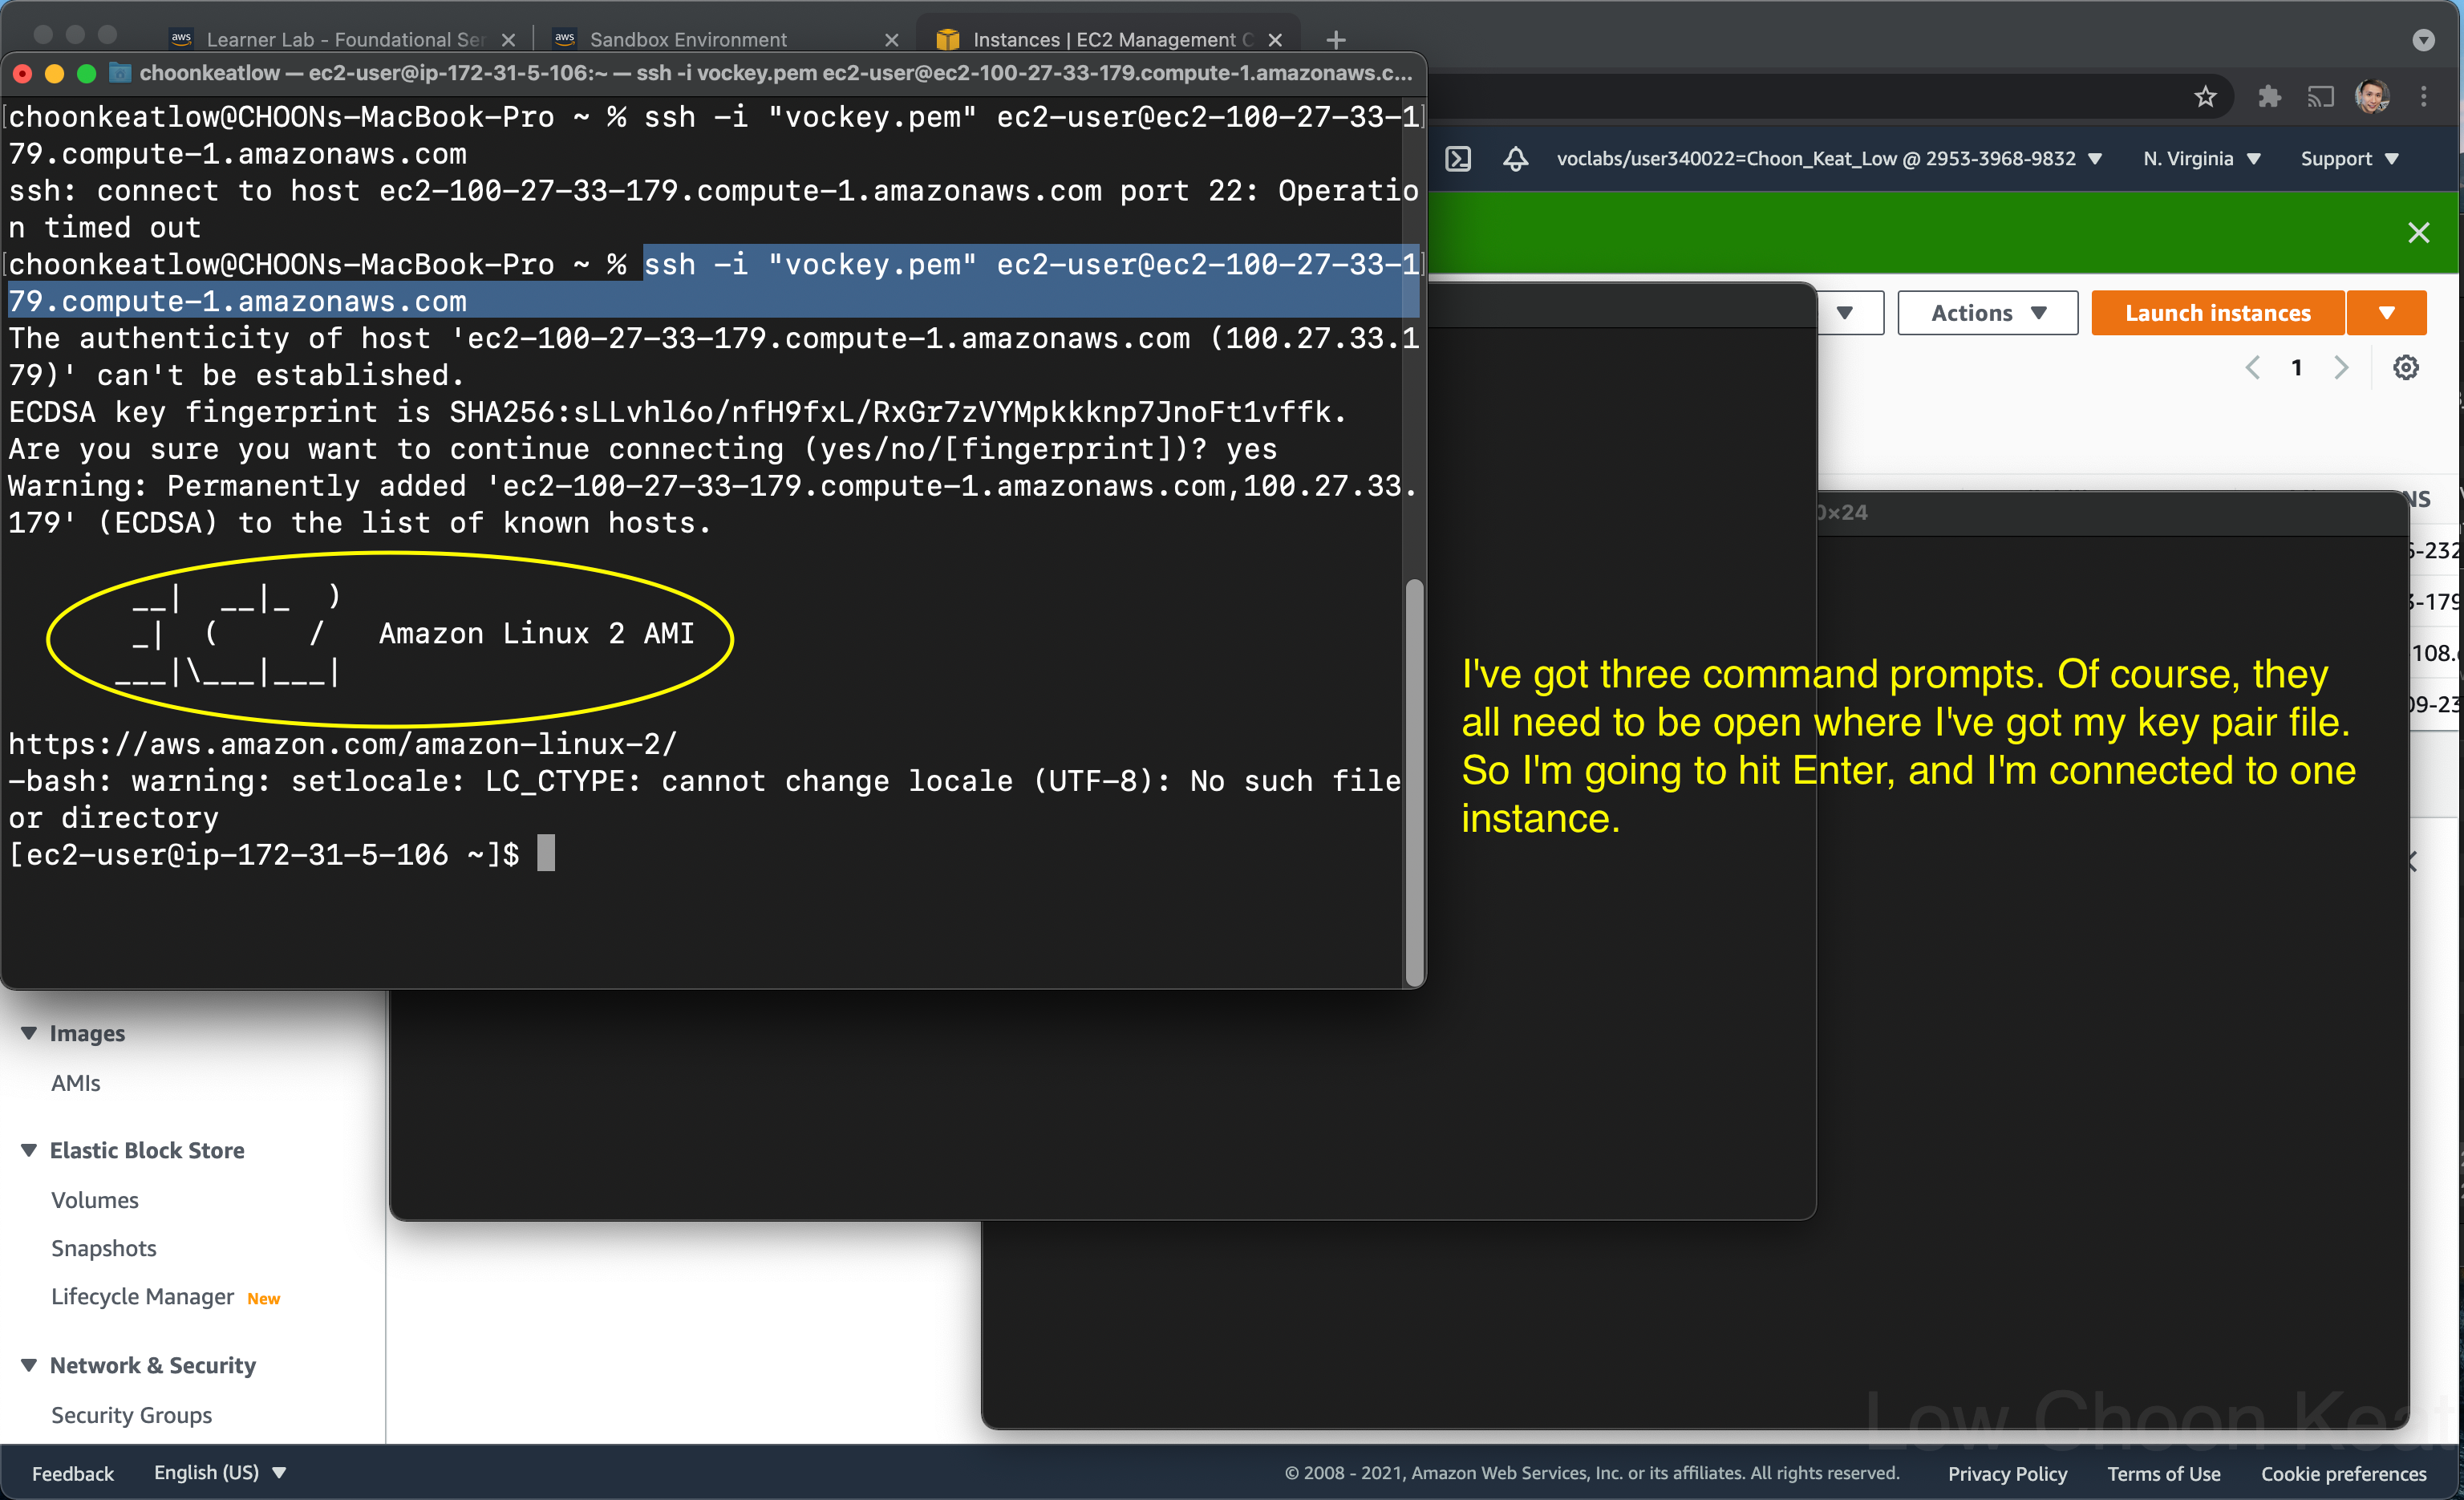 Learner Lab - Foundational Ser
Sandbox Environment
Instances | EC2 Management C
choonkeatlow — ec2-user@ip-172-31-5-106:~ — ssh -i vockey.pem ec2-user@ec2-100-27-33-179.compute-1.amazonaws.c...
choonkeatlow@CHOONs-MacBook-Pro ~ % ssh -i "vockey.pem" ec2-user@ec2-100-27-33-1
79.compute-1.amazonaws.com
ssh: connect to host ec2-100-27-33-179.compute-1.amazonaws.com port 22: Operatio
n timed out
choonkeatlow@CHOONs-MacBook-Pro ~ % ssh -i "vockey.pem" ec2-user@ec2-100-27-33-1
79.compute-1.amazonaws.com
The authenticity of host 'ec2-100-27-33-179.compute-1.amazonaws.com (100.27.33.1
79)' can't be established.
ECDSA key fingerprint is SHA256:sLLvhl6o/nfH9fxL/RxGr7zVYMpkkknp7JnoFt1vffk.
Are you sure you want to continue connecting (yes/no/[fingerprint])? yes
Warning: Permanently added 'ec2-100-27-33-179.compute-1.amazonaws.com,100.27.33.
179' (ECDSA) to the list of known hosts.
__|  __|_  )
_|  (     /   Amazon Linux 2 AMI
___|\___|___|
https://aws.amazon.com/amazon-linux-2/
-bash: warning: setlocale: LC_CTYPE: cannot change locale (UTF-8): No such file
or directory
[ec2-user@ip-172-31-5-106 ~]$
voclabs/user340022=Choon_Keat_Low @ 2953-3968-9832
N. Virginia
Support
Actions
Launch instances
1
0×24
NS
6-232
3-179
108.
09-23
I've got three command prompts. Of course, they
all need to be open where I've got my key pair file.
So I'm going to hit Enter, and I'm connected to one
instance.
Images
AMIs
Elastic Block Store
Volumes
Snapshots
Lifecycle Manager New
Network & Security
Security Groups
Low Choon Keat
Feedback
English (US)
© 2008 - 2021, Amazon Web Services, Inc. or its affiliates. All rights reserved.
Privacy Policy
Terms of Use
Cookie preferences